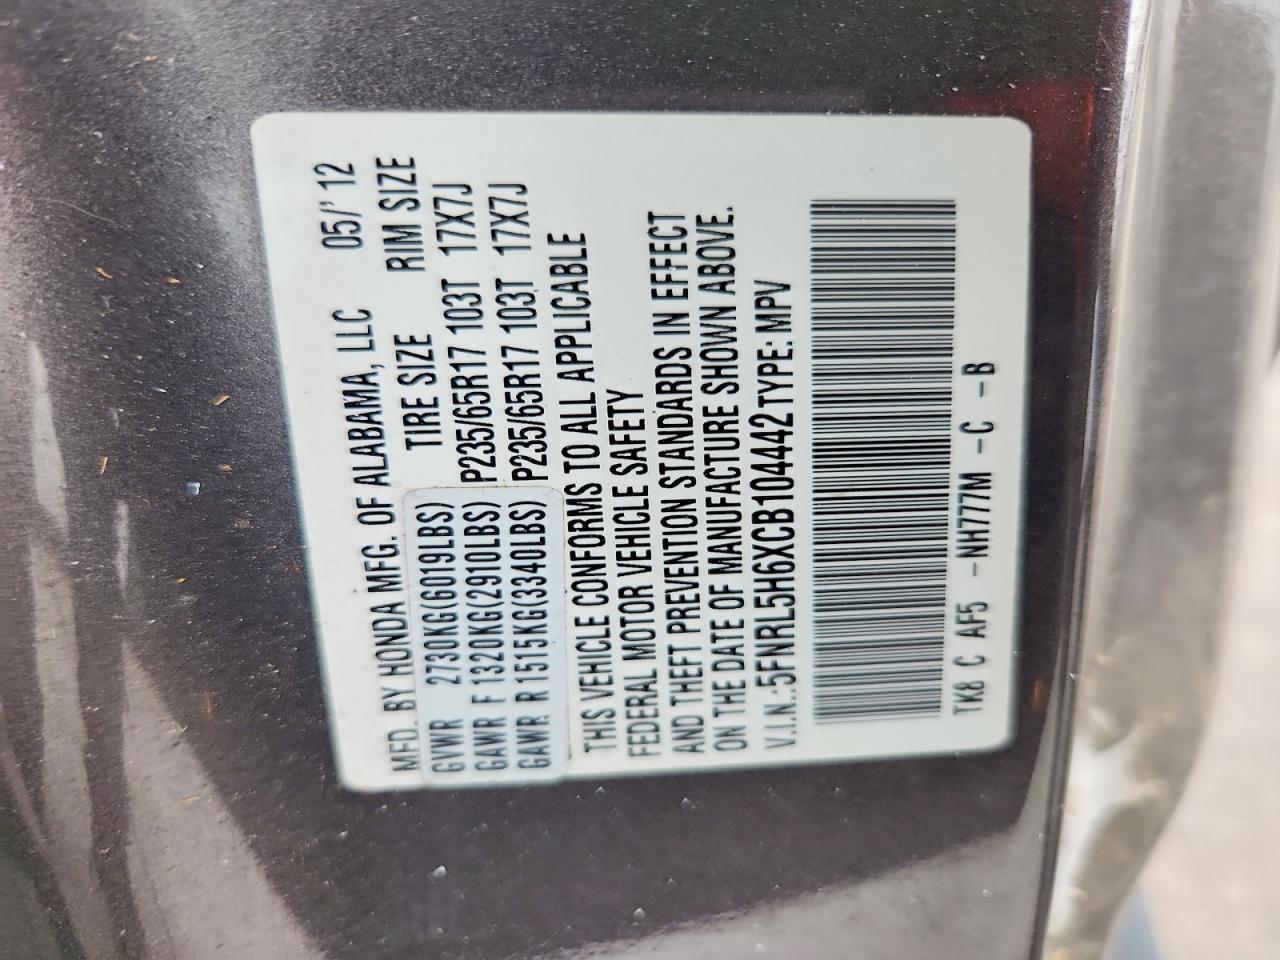 MFD. BY HONDA MFG. OF ALABAMA, LLC 05/'12
GVWR 2730KG(6019LBS) TIRE SIZE RIM SIZE
GAWR F 1320KG(2910LBS) P235/65R17 103T 17X7J
GAWR R 1515KG(3340LBS) P235/65R17 103T 17X7J
THIS VEHICLE CONFORMS TO ALL APPLICABLE
FEDERAL MOTOR VEHICLE SAFETY
AND THEFT PREVENTION STANDARDS IN EFFECT
ON THE DATE OF MANUFACTURE SHOWN ABOVE.
V.I.N.:5FNRL5H6XCB104442 TYPE: MPV
TK8 C AF5 -NH777M -C -B